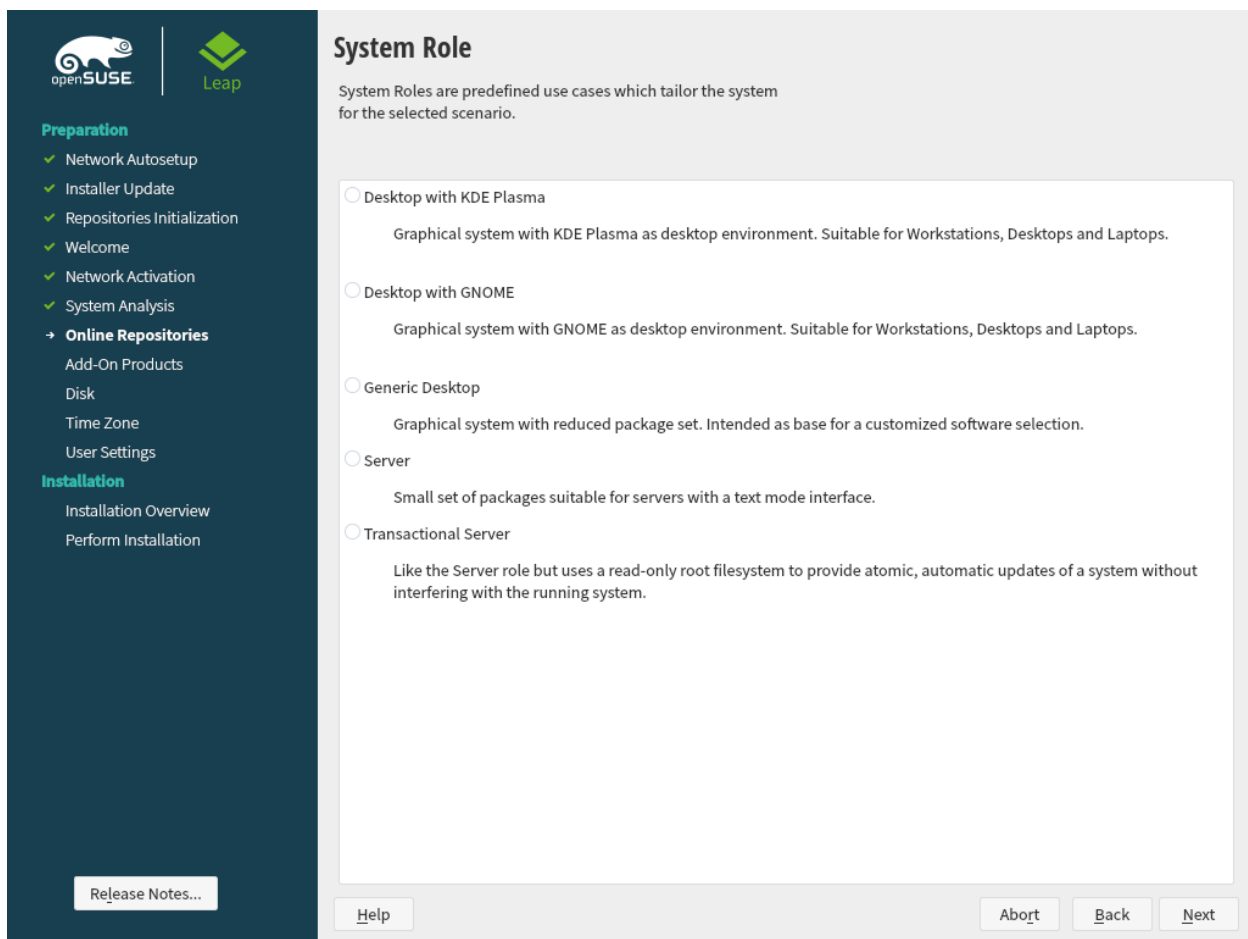 openSUSE
Leap
Preparation
Network Autosetup
Installer Update
Repositories Initialization
Welcome
Network Activation
System Analysis
Online Repositories
Add-On Products
Disk
Time Zone
User Settings
Installation
Installation Overview
Perform Installation
Release Notes...
System Role
System Roles are predefined use cases which tailor the system
for the selected scenario.
Desktop with KDE Plasma
Graphical system with KDE Plasma as desktop environment. Suitable for Workstations, Desktops and Laptops.
Desktop with GNOME
Graphical system with GNOME as desktop environment. Suitable for Workstations, Desktops and Laptops.
Generic Desktop
Graphical system with reduced package set. Intended as base for a customized software selection.
Server
Small set of packages suitable for servers with a text mode interface.
Transactional Server
Like the Server role but uses a read-only root filesystem to provide atomic, automatic updates of a system without
interfering with the running system.
Help
Abort
Back
Next